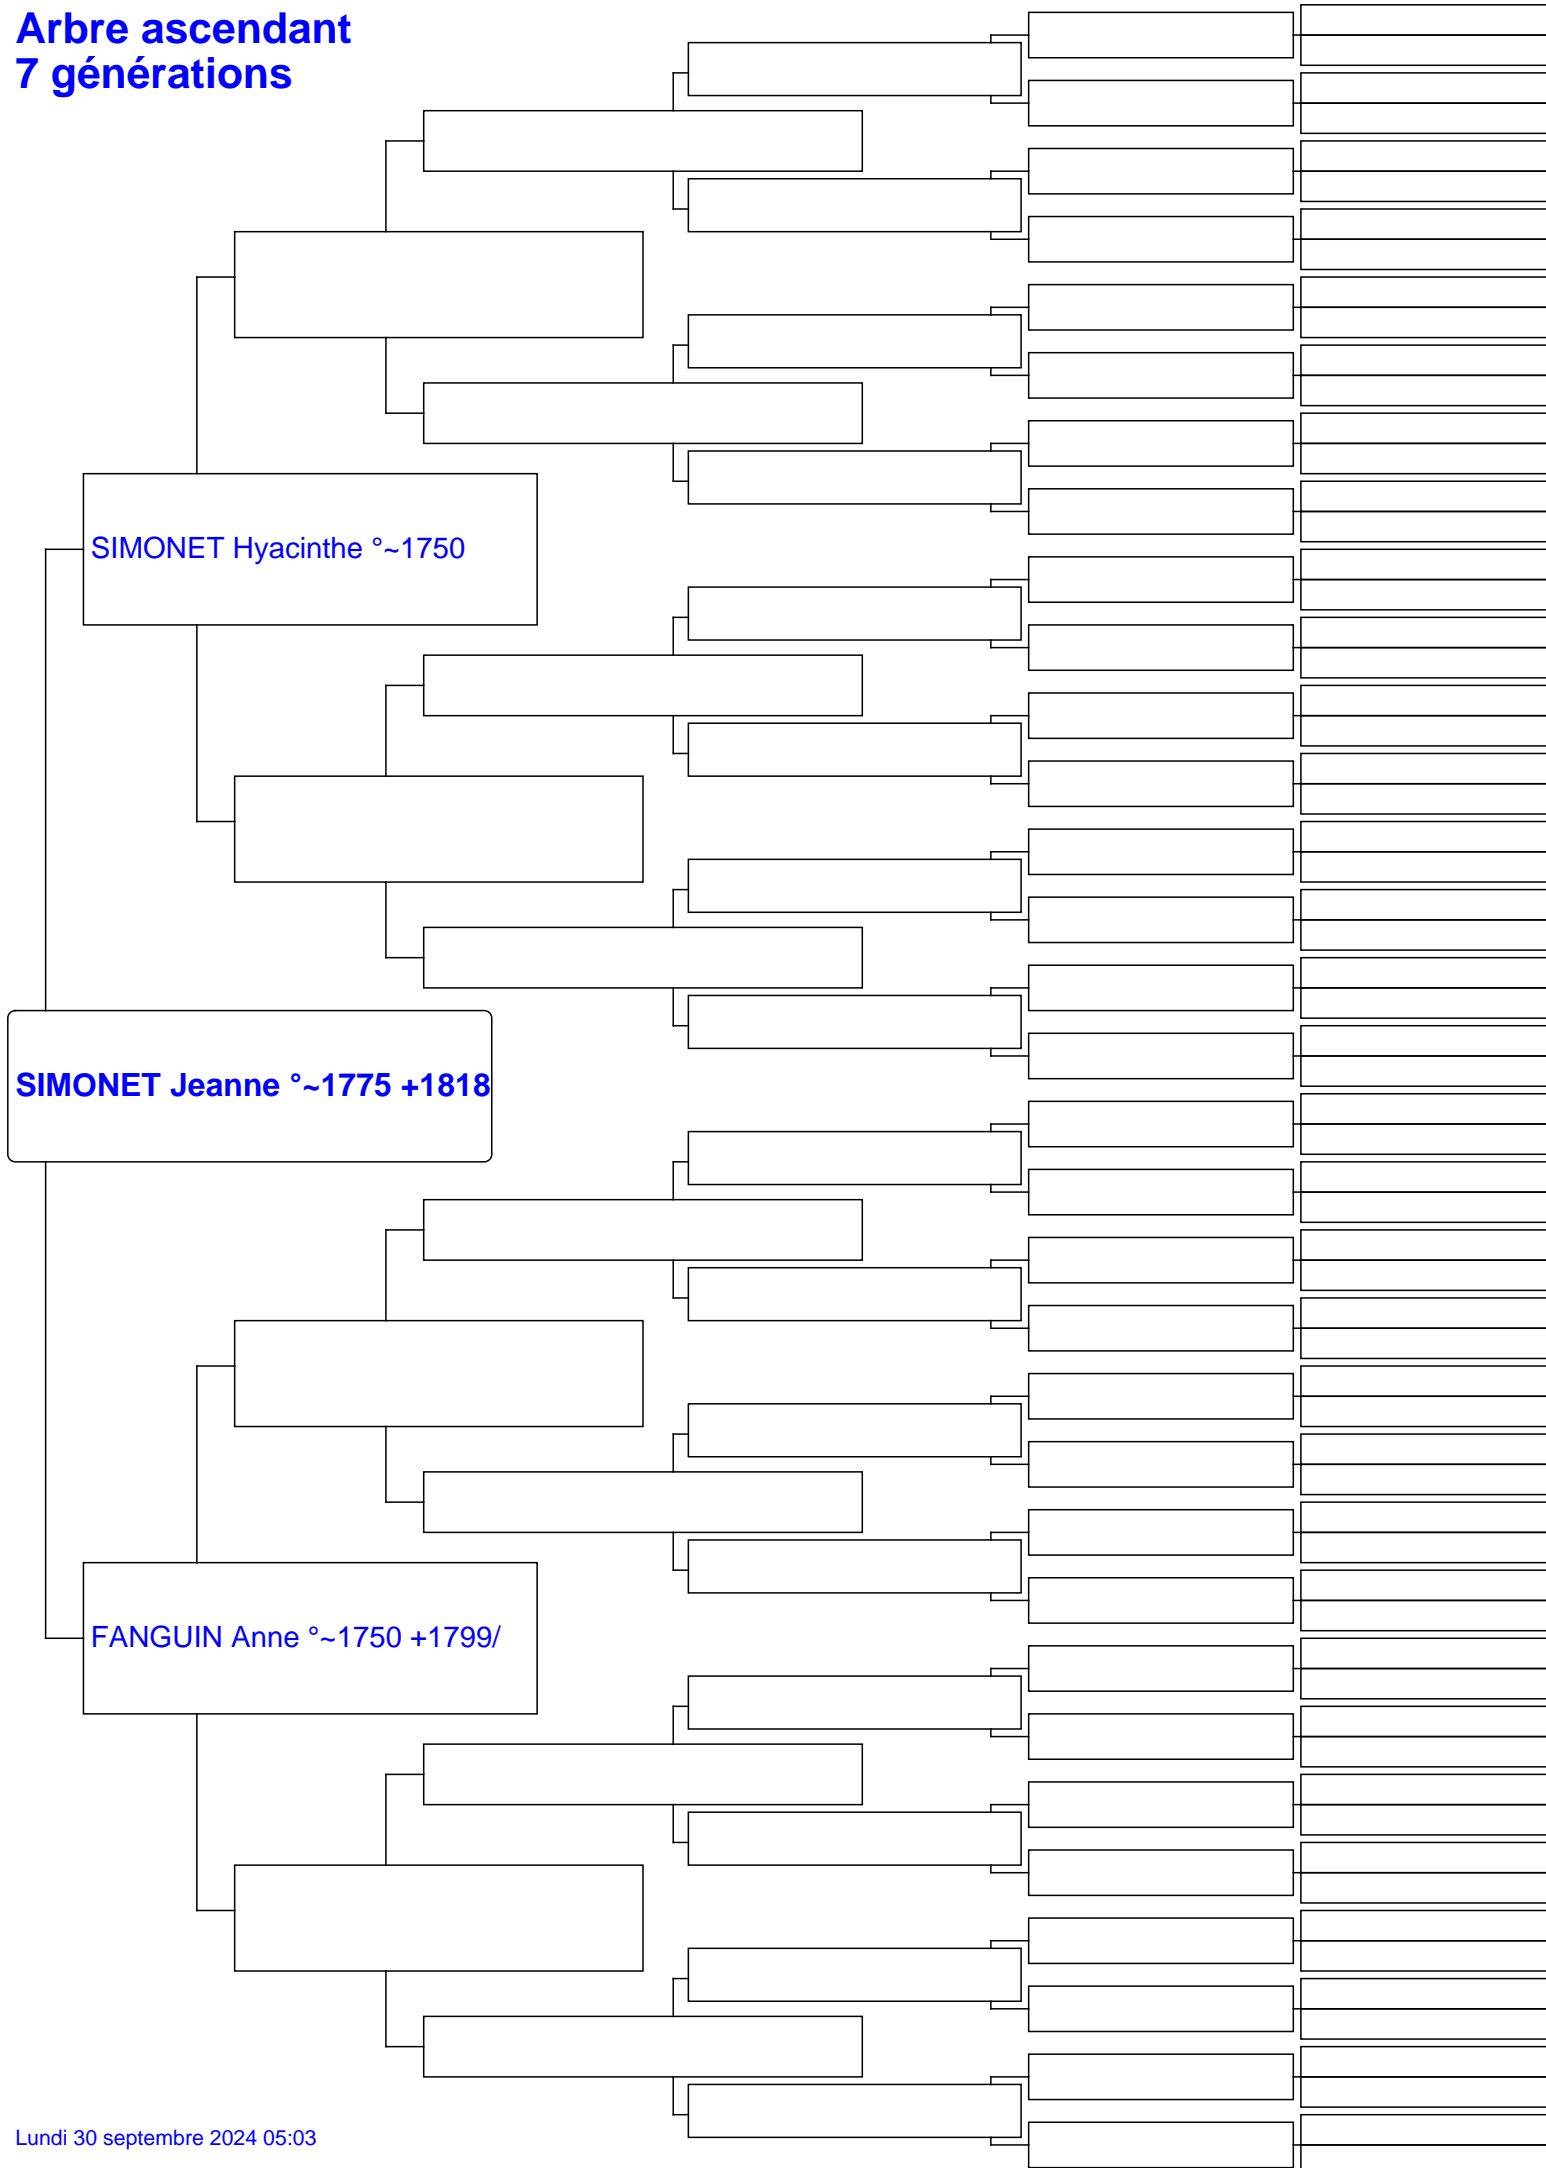 Arbre ascendant
7 générations
SIMONET Hyacinthe °~1750
SIMONET Jeanne °~1775 +1818
FANGUIN Anne °~1750 +1799/
Lundi 30 septembre 2024 05:03